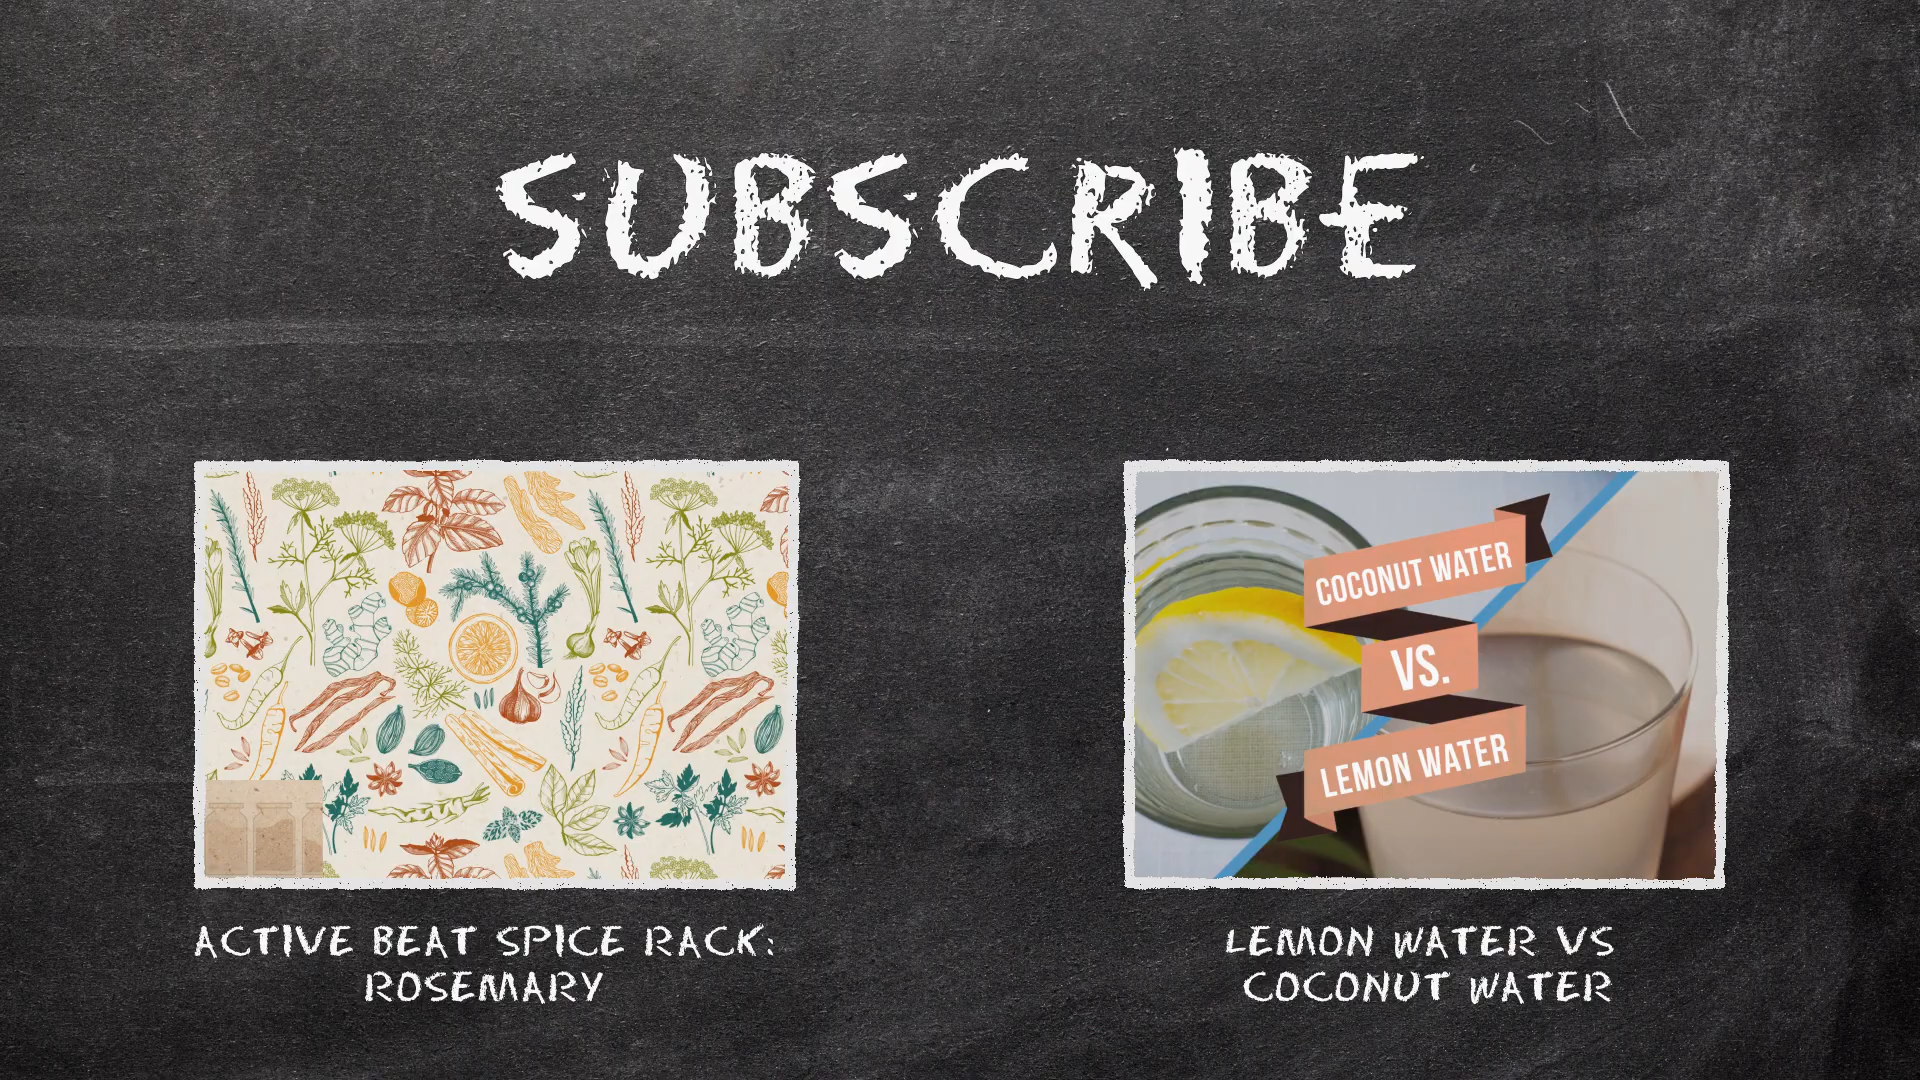 SUBSCRIBE
COCONUT WATER
VS.
LEMON WATER
ACTIVE BEAT SPICE RACK:
ROSEMARY
LEMON WATER VS
COCONUT WATER